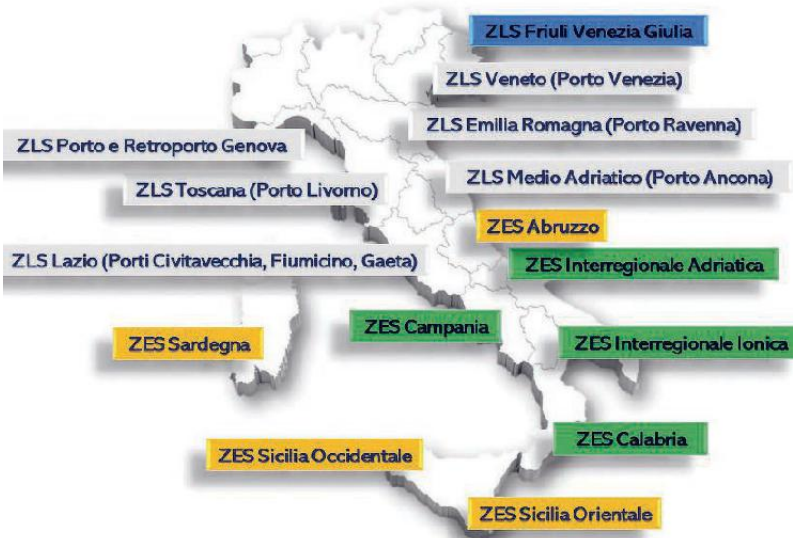 ZLS Friuli Venezia Giulia
ZLS Veneto (Porto Venezia)
ZLS Emilia Romagna (Porto Ravenna)
ZLS Porto e Retroporto Genova
ZLS Medio Adriatico (Porto Ancona)
ZLS Toscana (Porto Livorno)
ZES Abruzzo
ZLS Lazio (Porti Civitavecchia, Fiumicino, Gaeta)
ZES Interregionale Adriatica
ZES Campania
ZES Sardegna
ZES Interregionale Ionica
ZES Calabria
ZES Sicilia Occidentale
ZES Sicilia Orientale